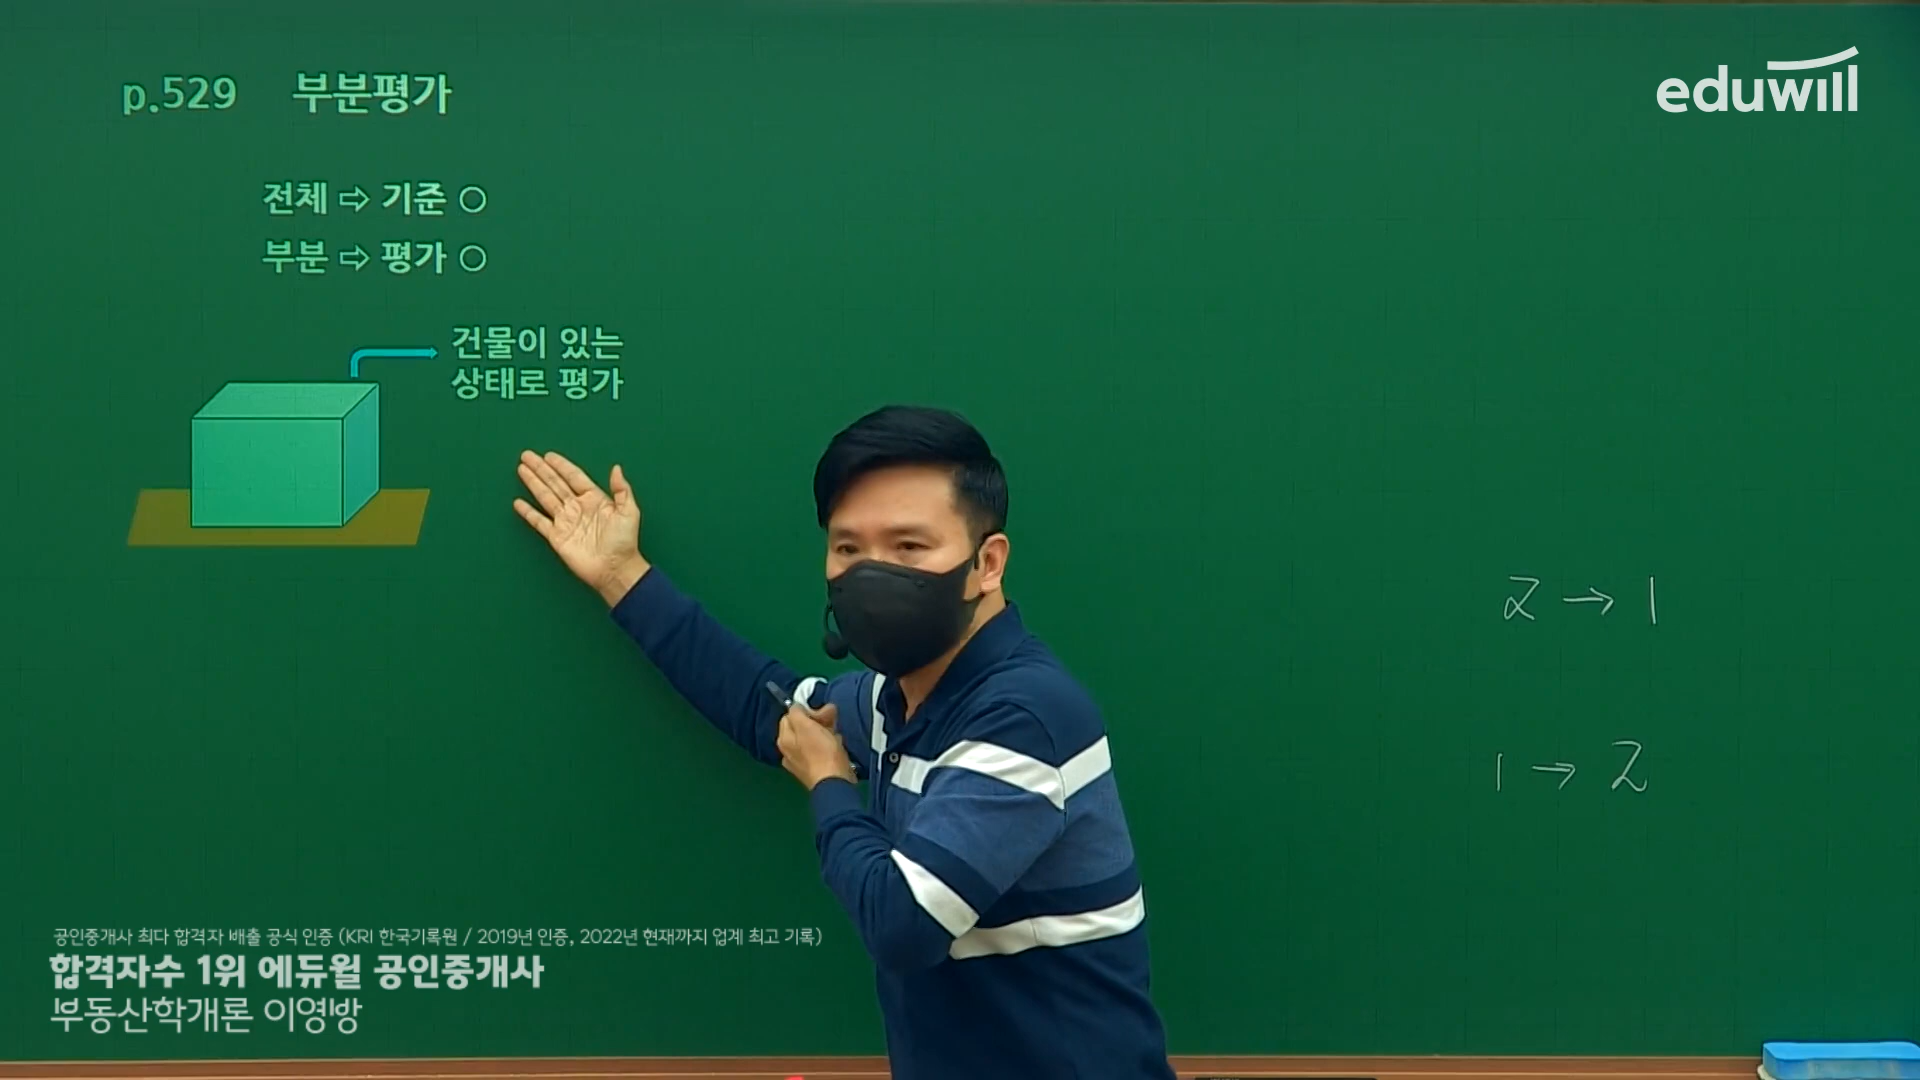 p.529 부분평가
eduwill
전체 ⇨ 기준 ○
부분 ⇨ 평가 ○
건물이 있는
상태로 평가
2 → 1
1 → 2
공인중개사 최다 합격자 배출 공식 인증 (KRI 한국기록원 / 2019년 인증, 2022년 현재까지 업계 최고 기록)
합격자수 1위 에듀윌 공인중개사
부동산학개론 이영방